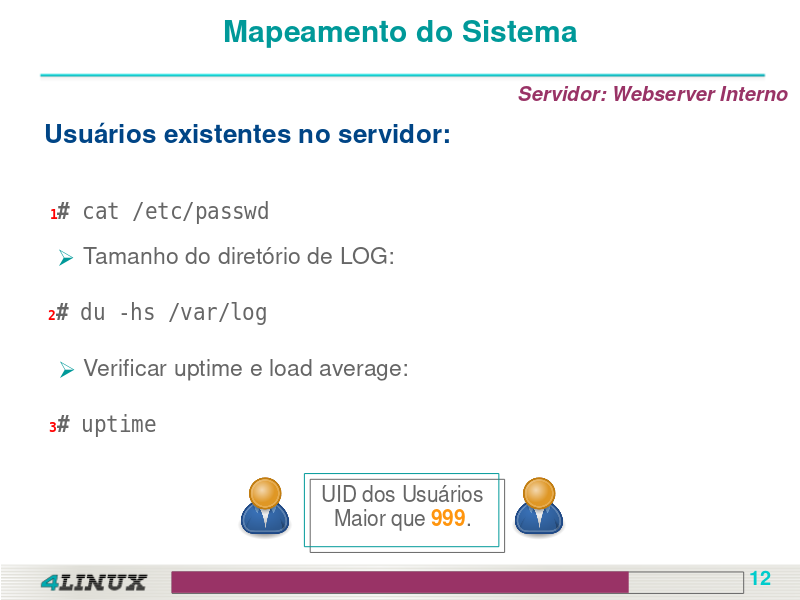 Mapeamento do Sistema
Servidor: Webserver Interno
Usuários existentes no servidor:
1# cat /etc/passwd
Tamanho do diretório de LOG:
2# du -hs /var/log
Verificar uptime e load average:
3# uptime
UID dos Usuários
Maior que 999.
4LINUX
12